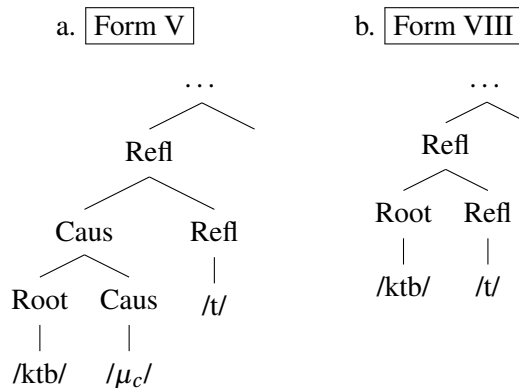 a. Form V b. Form VIII
... ...
Refl Refl
Caus Refl Root Refl
Root Caus /t/ /ktb/ /t/
/ktb/ /μc/